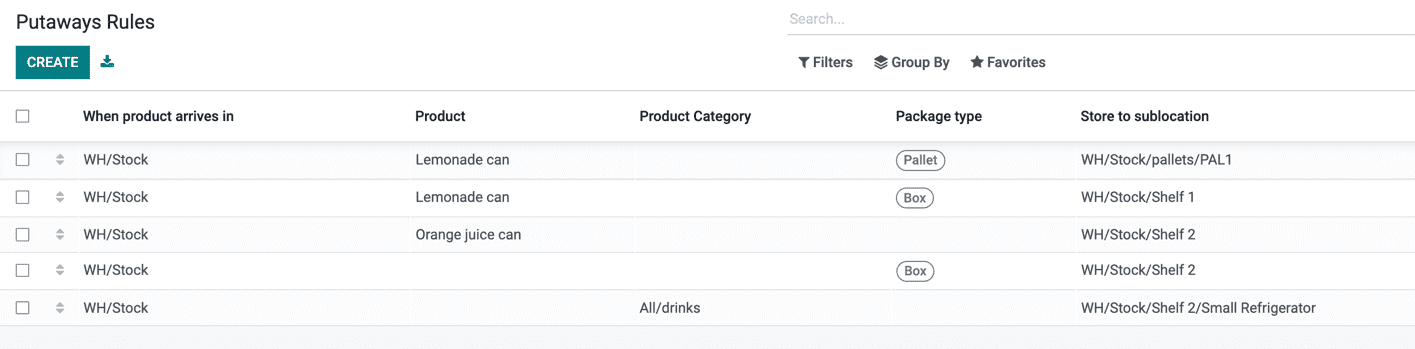 Putaways Rules
Search...
CREATE
Filters Group By Favorites
When product arrives in Product Product Category Package type Store to sublocation
WH/Stock Lemonade can Pallet WH/Stock/pallets/PAL1
WH/Stock Lemonade can Box WH/Stock/Shelf 1
WH/Stock Orange juice can WH/Stock/Shelf 2
WH/Stock Box WH/Stock/Shelf 2
WH/Stock All/drinks WH/Stock/Shelf 2/Small Refrigerator